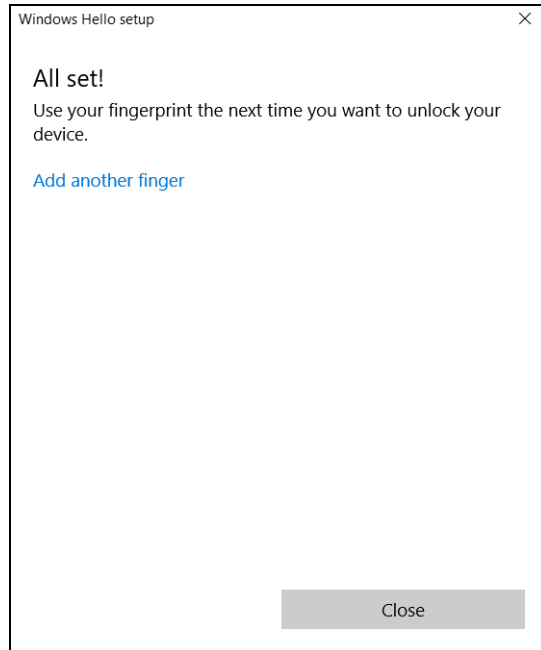 Windows Hello setup
All set!
Use your fingerprint the next time you want to unlock your
device.
Add another finger
Close